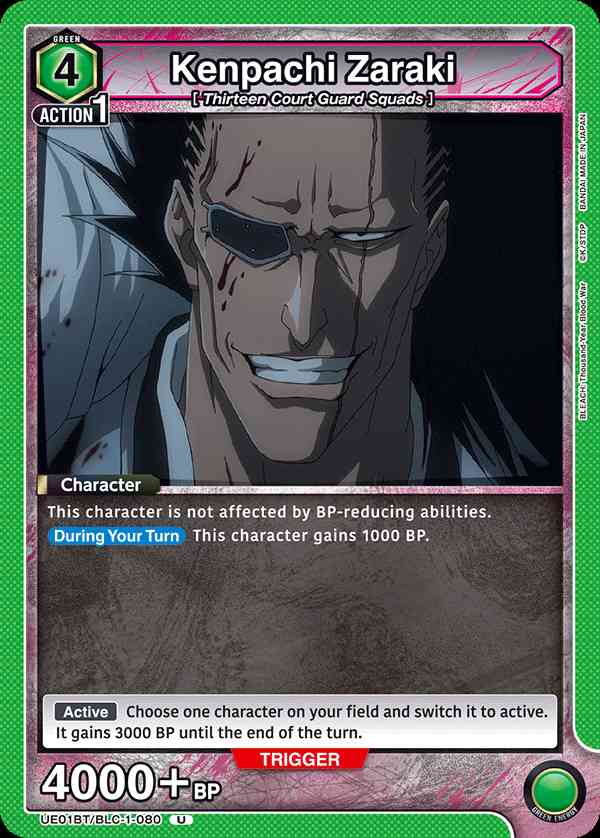 GREEN
4
Kenpachi Zaraki
[ Thirteen Court Guard Squads ]
ACTION 1
BANDAI MADE IN JAPAN
©K/STDP
BLEACH: Thousand-Year Blood War
Character
This character is not affected by BP-reducing abilities.
During Your Turn This character gains 1000 BP.
Active Choose one character on your field and switch it to active.
It gains 3000 BP until the end of the turn.
TRIGGER
4000+ BP
UE01BT/BLC-1-080 U
GREEN ENERGY